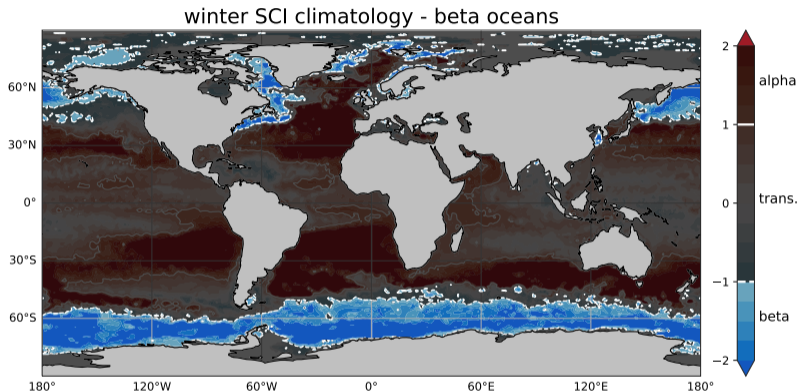 winter SCI climatology - beta oceans
60°N
30°N
0°
30°S
60°S
180°
120°W
60°W
0°
60°E
120°E
180°
2
1
0
−1
−2
alpha
trans.
beta